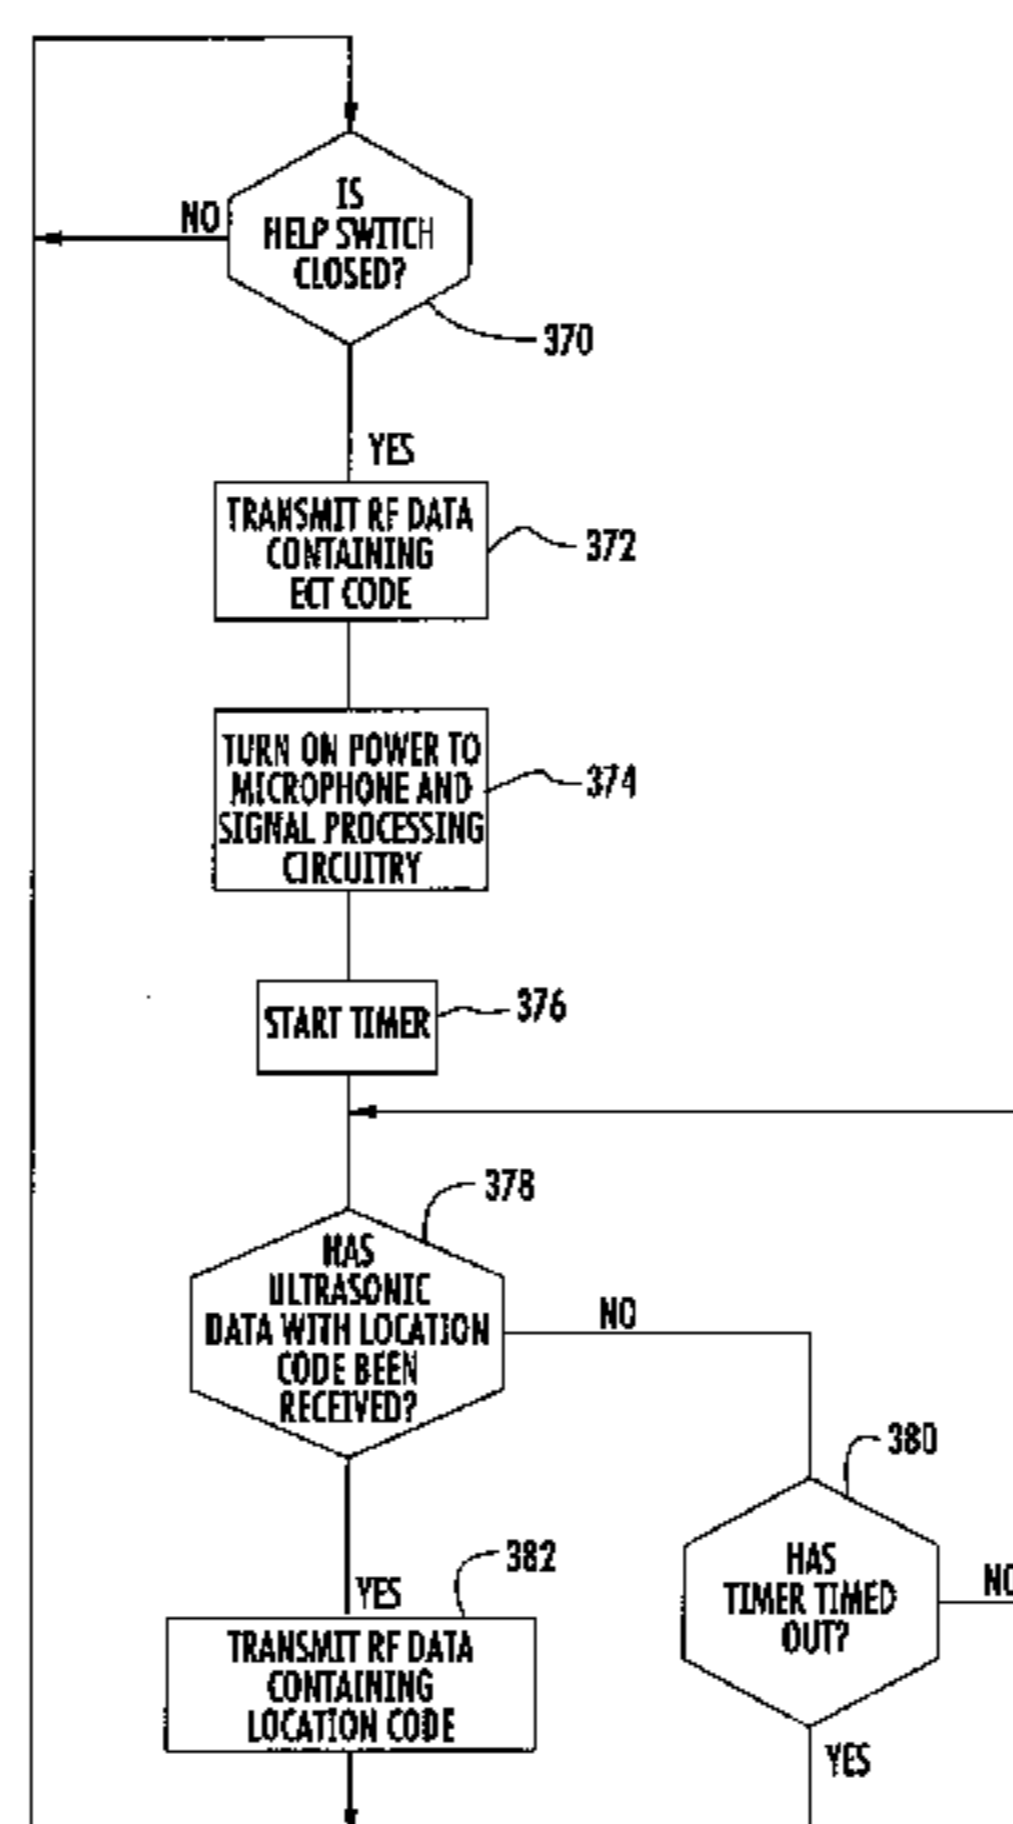 IS
HELP SWITCH
CLOSED?
NO
370
YES
TRANSMIT RF DATA
CONTAINING
ECT CODE
372
TURN ON POWER TO
MICROPHONE AND
SIGNAL PROCESSING
CIRCUITRY
374
START TIMER
376
378
HAS
ULTRASONIC
DATA WITH LOCATION
CODE BEEN
RECEIVED?
NO
380
HAS
TIMER TIMED
OUT?
NO
YES
382
YES
TRANSMIT RF DATA
CONTAINING
LOCATION CODE